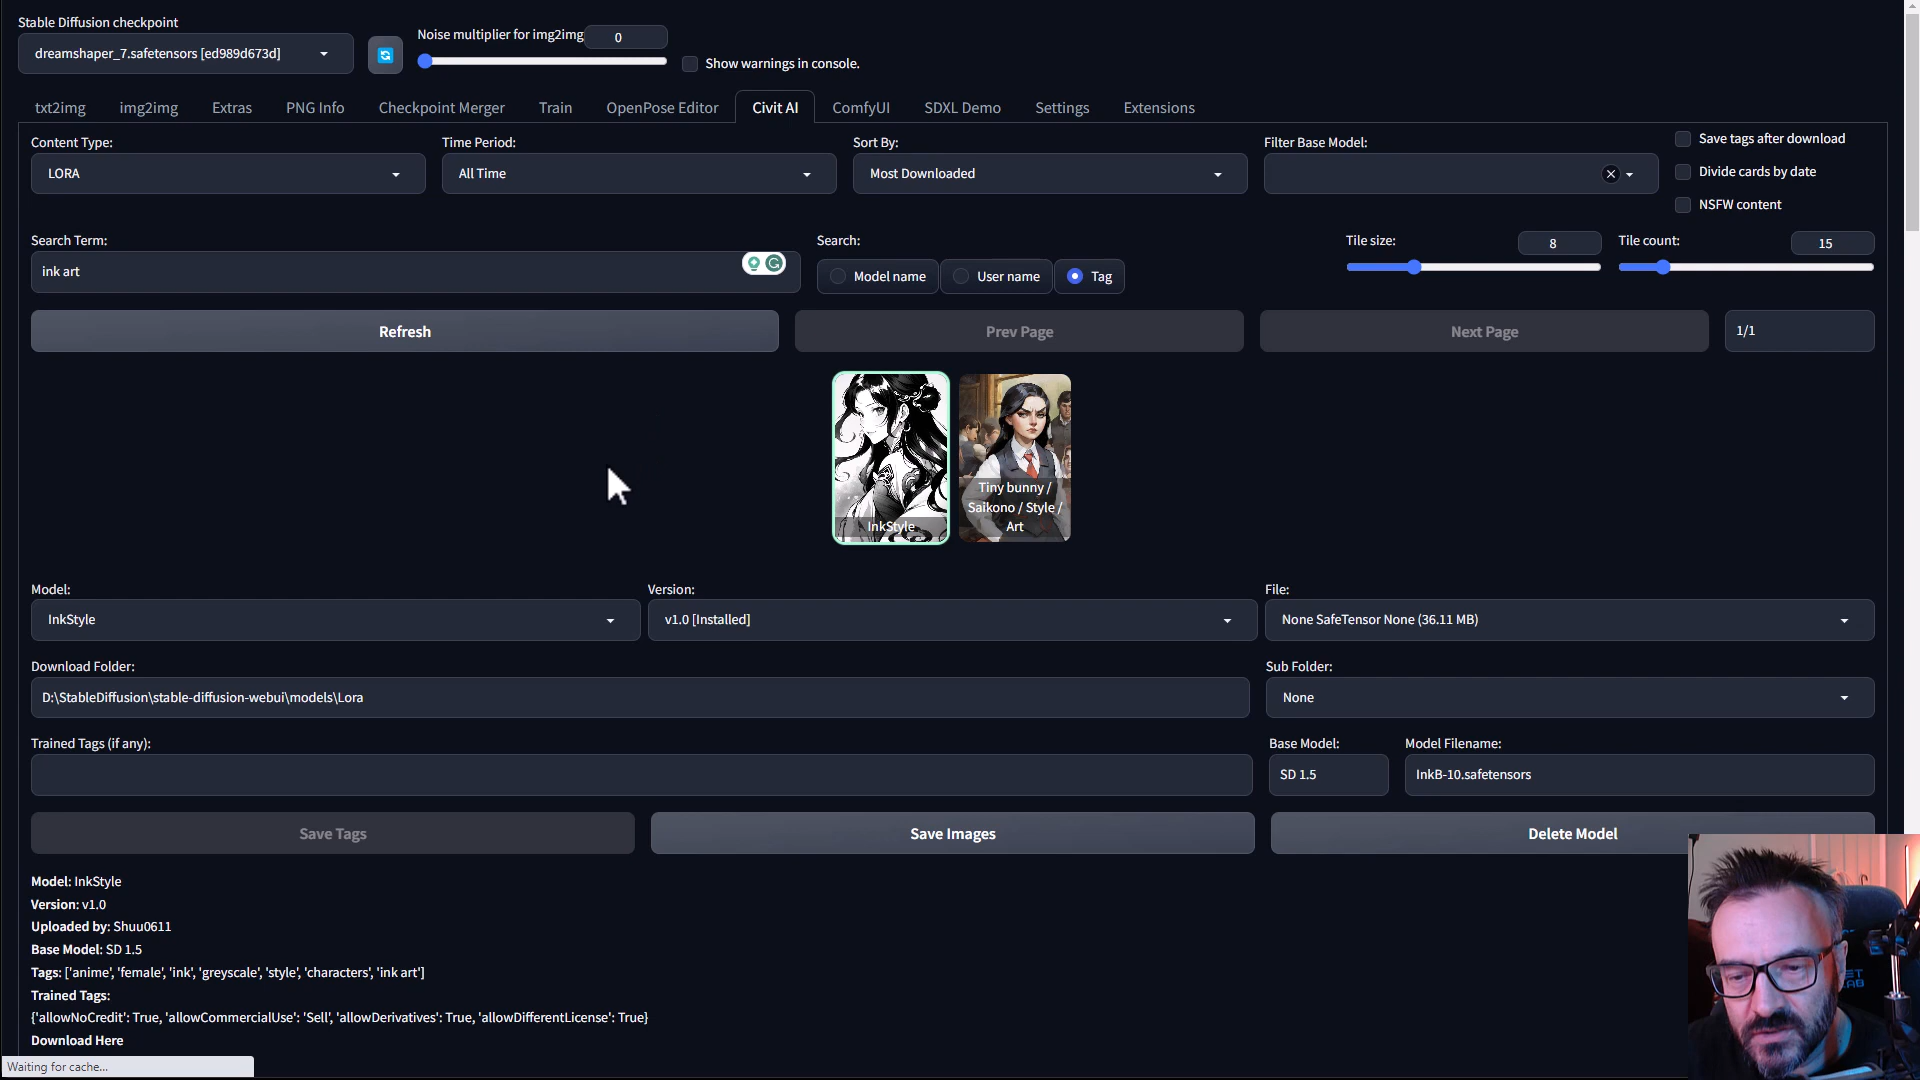 Stable Diffusion checkpoint
dreamshaper_7.safetensors [ed989d673d]
Noise multiplier for img2img
0
Show warnings in console.
txt2img
img2img
Extras
PNG Info
Checkpoint Merger
Train
OpenPose Editor
Civit AI
ComfyUI
SDXL Demo
Settings
Extensions
Content Type:
LORA
Time Period:
All Time
Sort By:
Most Downloaded
Filter Base Model:
Save tags after download
Divide cards by date
NSFW content
Search Term:
ink art
Search:
Model name
User name
Tag
Tile size:
8
Tile count:
15
Refresh
Prev Page
Next Page
1/1
InkStyle
Tiny bunny /
Saikono / Style /
Art
Model:
InkStyle
Version:
v1.0 [Installed]
File:
None SafeTensor None (36.11 MB)
Download Folder:
D:\StableDiffusion\stable-diffusion-webui\models\Lora
Sub Folder:
None
Trained Tags (if any):
Base Model:
SD 1.5
Model Filename:
InkB-10.safetensors
Save Tags
Save Images
Delete Model
Model: InkStyle
Version: v1.0
Uploaded by: Shuu0611
Base Model: SD 1.5
Tags: ['anime', 'female', 'ink', 'greyscale', 'style', 'characters', 'ink art']
Trained Tags:
{'allowNoCredit': True, 'allowCommercialUse': 'Sell', 'allowDerivatives': True, 'allowDifferentLicense': True}
Download Here
Waiting for cache...